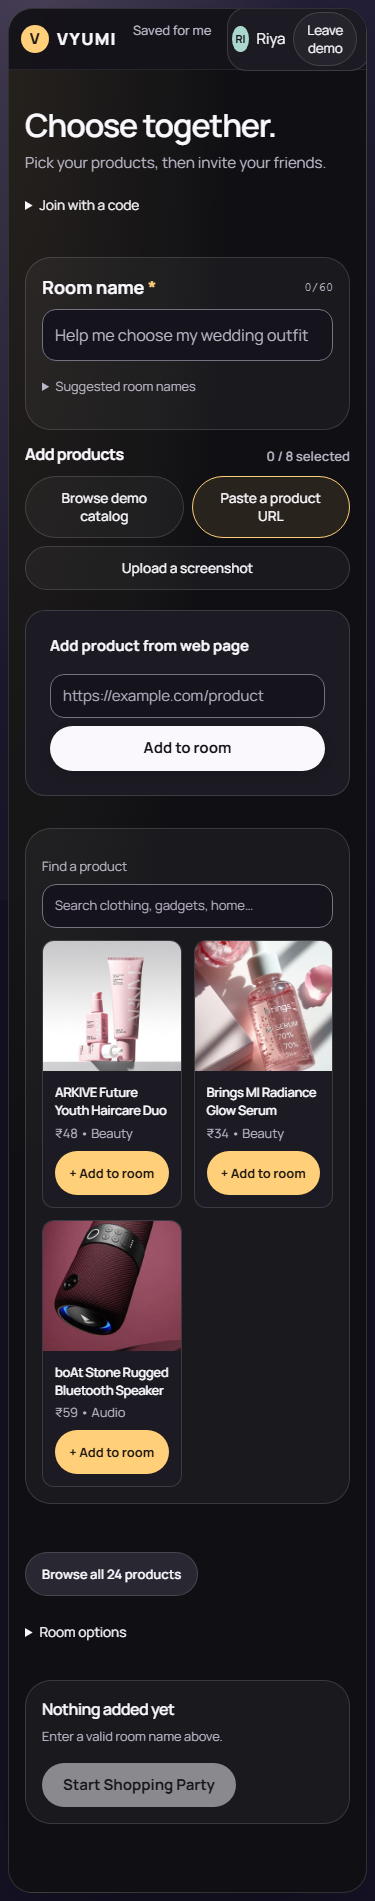 V VYUMI
Saved for me
RI Riya
Leave
demo
Choose together.
Pick your products, then invite your friends.
Join with a code
Room name *
0/60
Help me choose my wedding outfit
Suggested room names
Add products
0 / 8 selected
Browse demo
catalog
Paste a product
URL
Upload a screenshot
Add product from web page
https://example.com/product
Add to room
Find a product
Search clothing, gadgets, home...
ARKIVE Future
Youth Haircare Duo
₹48 • Beauty
+ Add to room
Brings MI Radiance
Glow Serum
₹34 • Beauty
+ Add to room
boAt Stone Rugged
Bluetooth Speaker
₹59 • Audio
+ Add to room
Browse all 24 products
Room options
Nothing added yet
Enter a valid room name above.
Start Shopping Party